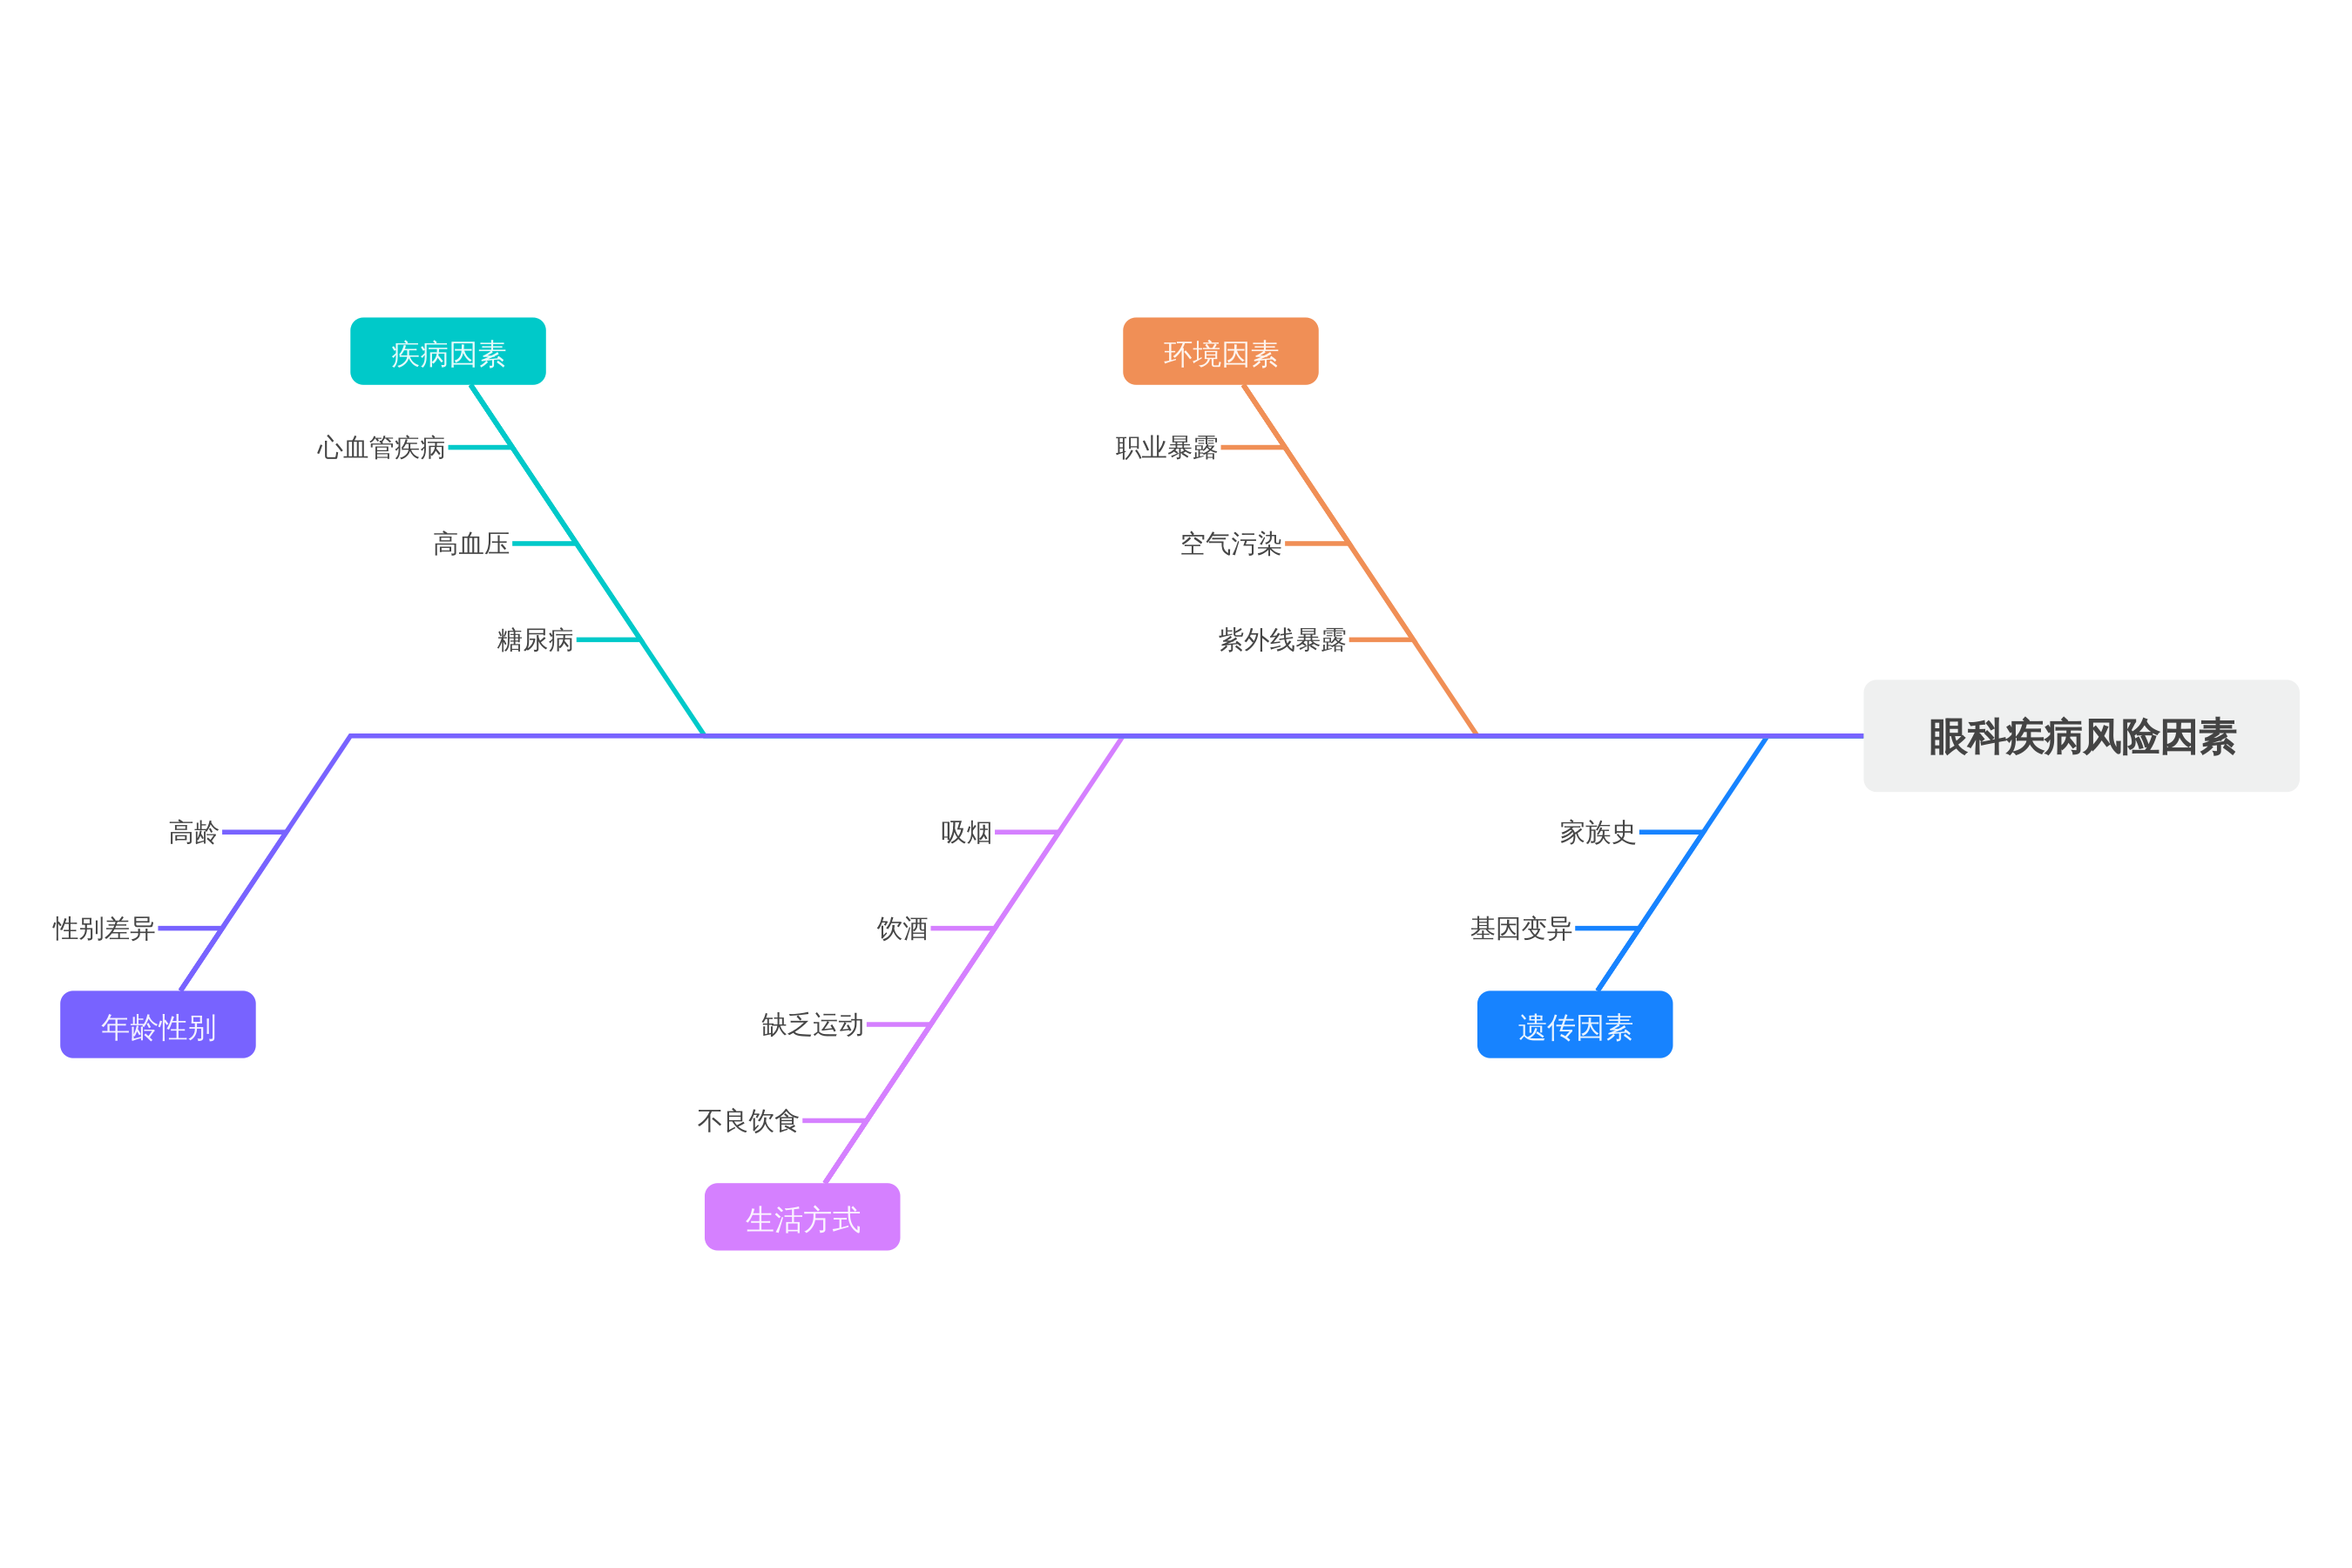 疾病因素
心血管疾病
高血压
糖尿病
环境因素
职业暴露
空气污染
紫外线暴露
眼科疾病风险因素
高龄
性别差异
年龄性别
吸烟
饮酒
缺乏运动
不良饮食
生活方式
家族史
基因变异
遗传因素